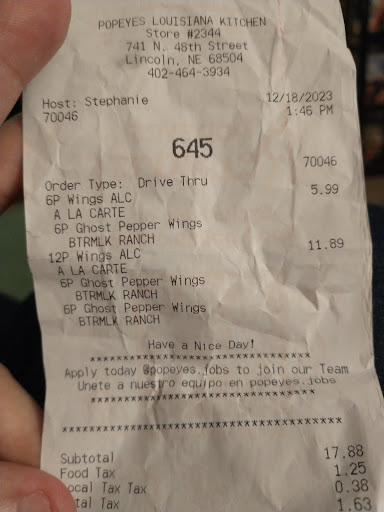 POPEYES LOUISIANA KITCHEN
Store #2344
741 N. 48th Street
Lincoln, NE 68504
402-464-3934
Host: Stephanie 12/18/2023
70046 1:46 PM
645
70046
Order Type: Drive Thru
6P Wings ALC 5.99
A LA CARTE
6P Ghost Pepper Wings
BTRMLK RANCH
12P Wings ALC 11.89
A LA CARTE
6P Ghost Pepper Wings
BTRMLK RANCH
6P Ghost Pepper Wings
BTRMLK RANCH
Have a Nice Day!
*********************************
Apply today @popeyes.jobs to join our Team
Unete a nuestro equipo en popeyes.jobs
*********************************
*****************************************
Subtotal 17.88
Food Tax 1.25
ocal Tax Tax 0.38
tal Tax 1.63